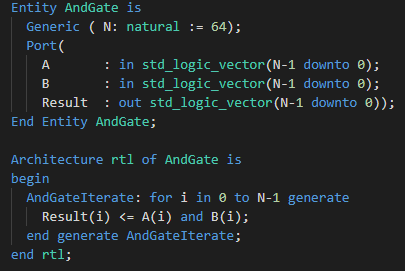 Entity AndGate is
  Generic ( N: natural := 64);
  Port(
    A       : in std_logic_vector(N-1 downto 0);
    B       : in std_logic_vector(N-1 downto 0);
    Result  : out std_logic_vector(N-1 downto 0));
End Entity AndGate;

Architecture rtl of AndGate is
begin
  AndGateIterate: for i in 0 to N-1 generate
    Result(i) <= A(i) and B(i);
  end generate AndGateIterate;
end rtl;